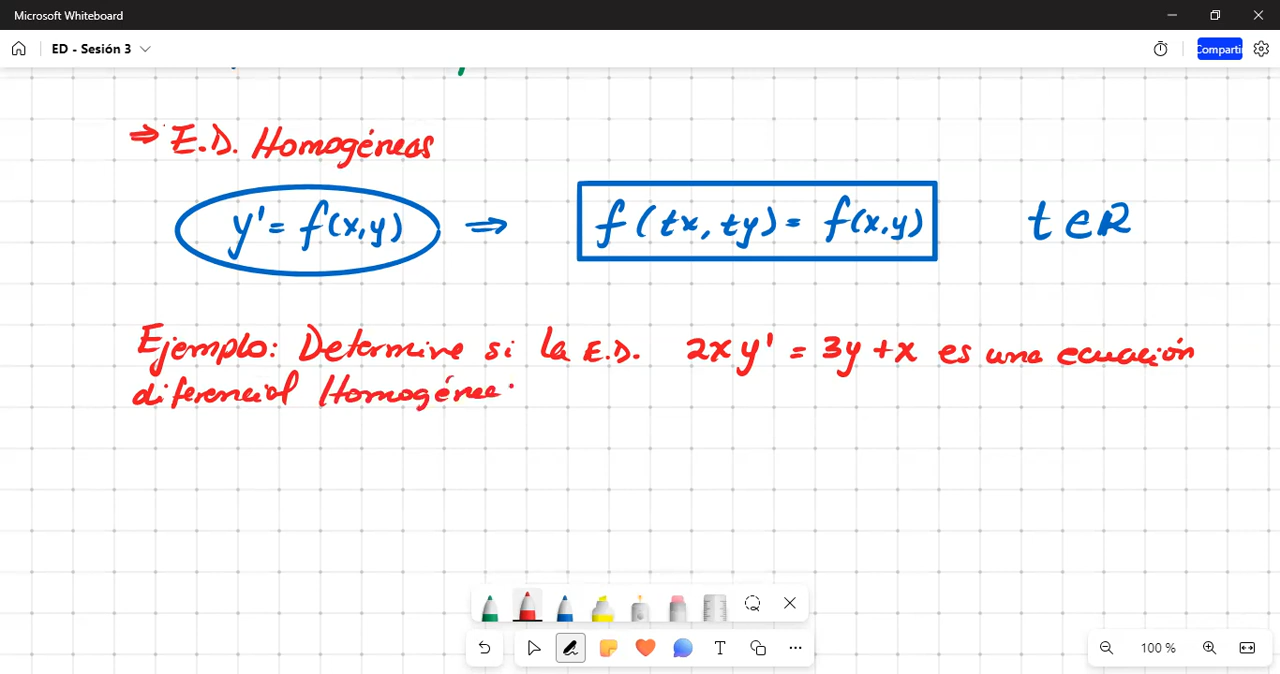 Microsoft Whiteboard
ED - Sesión 3
Compartir
⇒ E.D. Homogéneas
y' = f(x,y) ⇒ f(tx, ty) = f(x,y) t ∈ R
Ejemplo: Determine si la E.D. 2xy' = 3y + x es una ecuación
diferencial Homogénea.
T
100 %